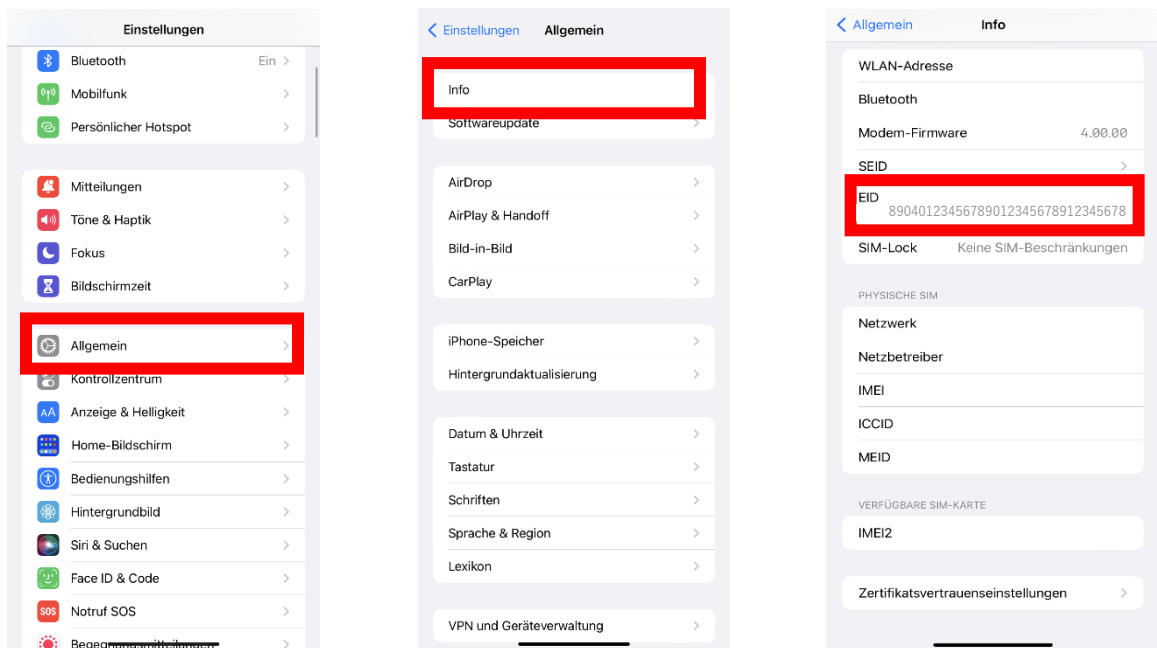 Einstellungen
Bluetooth Ein
Mobilfunk
Persönlicher Hotspot
Mitteilungen
Töne & Haptik
Fokus
Bildschirmzeit
Allgemein
Kontrollzentrum
AA Anzeige & Helligkeit
Home-Bildschirm
Bedienungshilfen
Hintergrundbild
Siri & Suchen
Face ID & Code
SOS Notruf SOS
Begegnungsmitteilungen
Einstellungen Allgemein
Info
Softwareupdate
AirDrop
AirPlay & Handoff
Bild-in-Bild
CarPlay
iPhone-Speicher
Hintergrundaktualisierung
Datum & Uhrzeit
Tastatur
Schriften
Sprache & Region
Lexikon
VPN und Geräteverwaltung
Allgemein Info
WLAN-Adresse
Bluetooth
Modem-Firmware 4.00.00
SEID
EID
89040123456789012345678912345678
SIM-Lock Keine SIM-Beschränkungen
PHYSISCHE SIM
Netzwerk
Netzbetreiber
IMEI
ICCID
MEID
VERFÜGBARE SIM-KARTE
IMEI2
Zertifikatsvertrauenseinstellungen